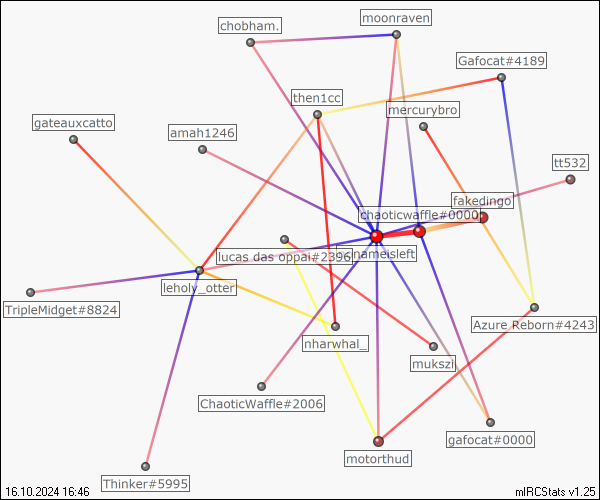 moonraven
chobham.
Gafocat#4189
then1cc
mercurybro
gateauxcatto
amah1246
tt532
fakedingo
chaoticwaffle#0000
lucas das oppai#2396
nameisleft
leholy_otter
TripleMidget#8824
Azure Reborn#4243
nharwhal_
mukszi
ChaoticWaffle#2006
gafocat#0000
motorthud
Thinker#5995
16.10.2024 16:46
mIRCStats v1.25